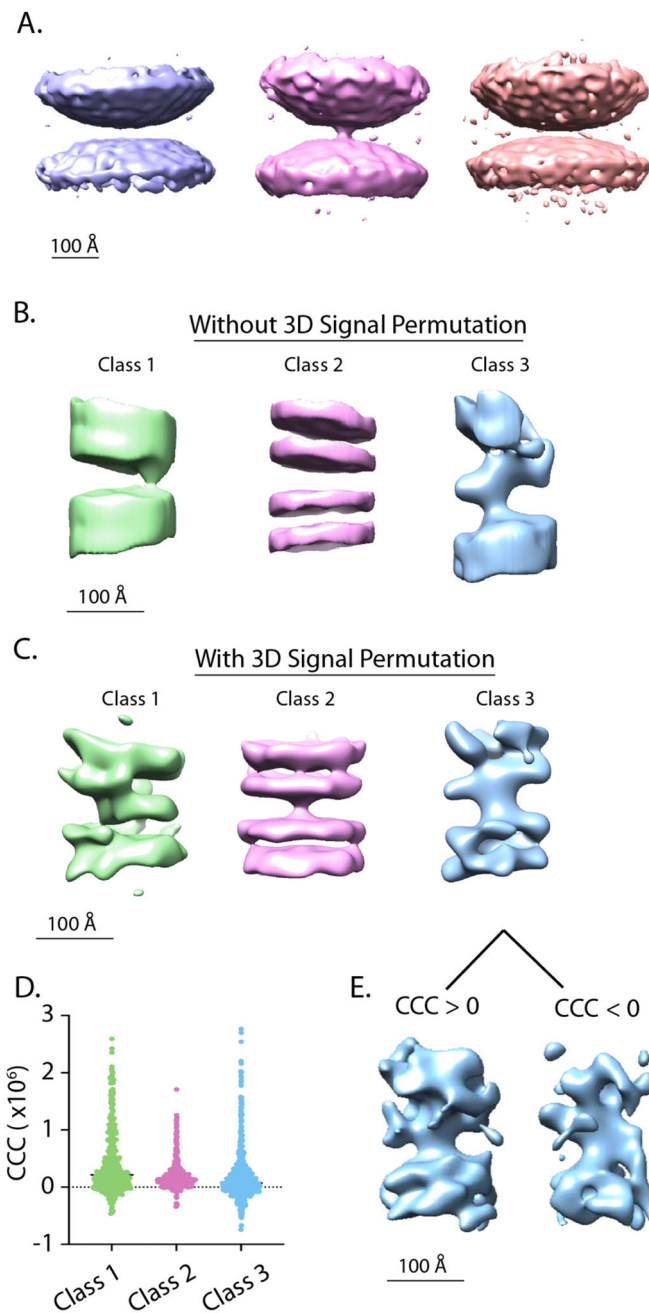 A.
100 Å
B.
Without 3D Signal Permutation
Class 1 Class 2 Class 3
100 Å
C.
With 3D Signal Permutation
Class 1 Class 2 Class 3
100 Å
D.
CCC ( x10⁶)
3
2
1
0
-1
Class 1 Class 2 Class 3
E.
CCC > 0 CCC < 0
100 Å